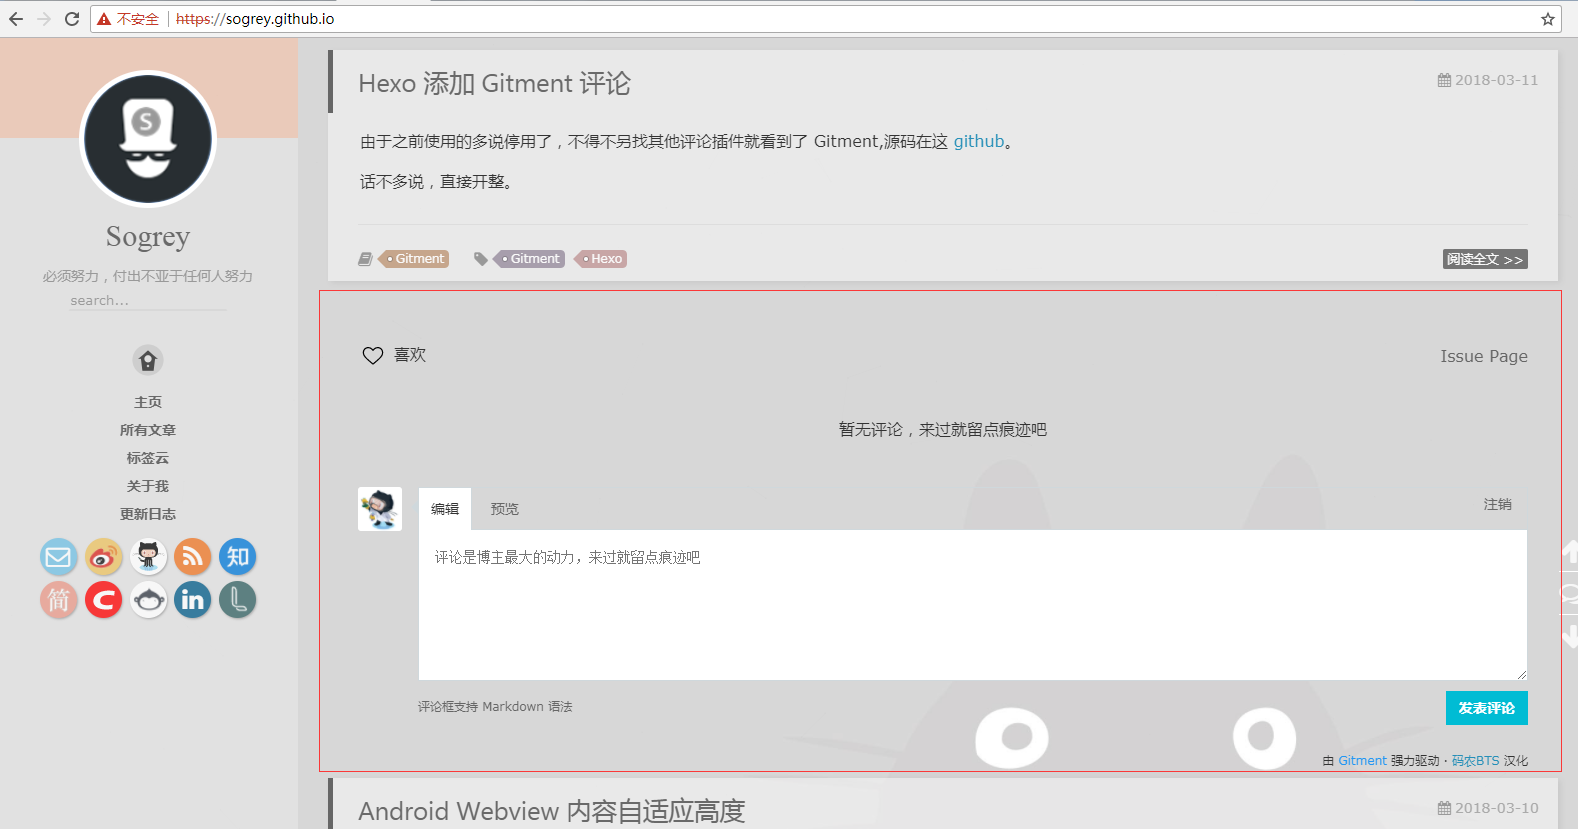 不安全 https://sogrey.github.io
S
Sogrey
必须努力，付出不亚于任何人努力
search...
主页
所有文章
标签云
关于我
更新日志
知
简
C
in
Hexo 添加 Gitment 评论
2018-03-11
由于之前使用的多说停用了，不得不另找其他评论插件就看到了 Gitment,源码在这 github。
话不多说，直接开整。
Gitment Gitment Hexo
阅读全文 >>
喜欢
Issue Page
暂无评论，来过就留点痕迹吧
编辑 预览 注销
评论是博主最大的动力，来过就留点痕迹吧
评论框支持 Markdown 语法
发表评论
由 Gitment 强力驱动 · 码农BTS 汉化
Android Webview 内容自适应高度
2018-03-10